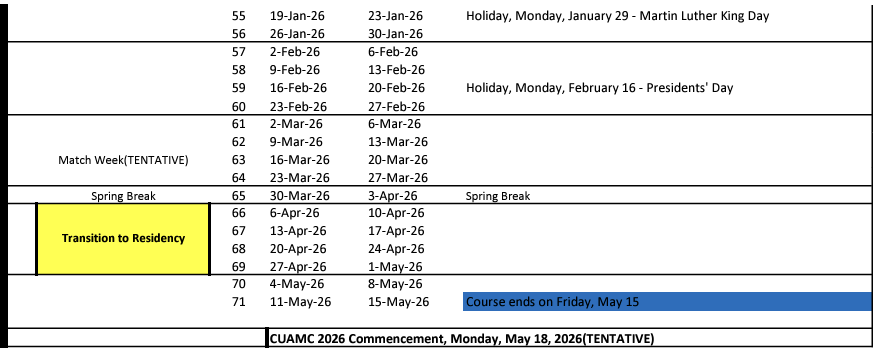 55 19-Jan-26 23-Jan-26 Holiday, Monday, January 29 - Martin Luther King Day
56 26-Jan-26 30-Jan-26
57 2-Feb-26 6-Feb-26
58 9-Feb-26 13-Feb-26
59 16-Feb-26 20-Feb-26 Holiday, Monday, February 16 - Presidents' Day
60 23-Feb-26 27-Feb-26
61 2-Mar-26 6-Mar-26
62 9-Mar-26 13-Mar-26
Match Week(TENTATIVE) 63 16-Mar-26 20-Mar-26
64 23-Mar-26 27-Mar-26
Spring Break 65 30-Mar-26 3-Apr-26 Spring Break
66 6-Apr-26 10-Apr-26
Transition to Residency 67 13-Apr-26 17-Apr-26
68 20-Apr-26 24-Apr-26
69 27-Apr-26 1-May-26
70 4-May-26 8-May-26
71 11-May-26 15-May-26 Course ends on Friday, May 15
CUAMC 2026 Commencement, Monday, May 18, 2026(TENTATIVE)